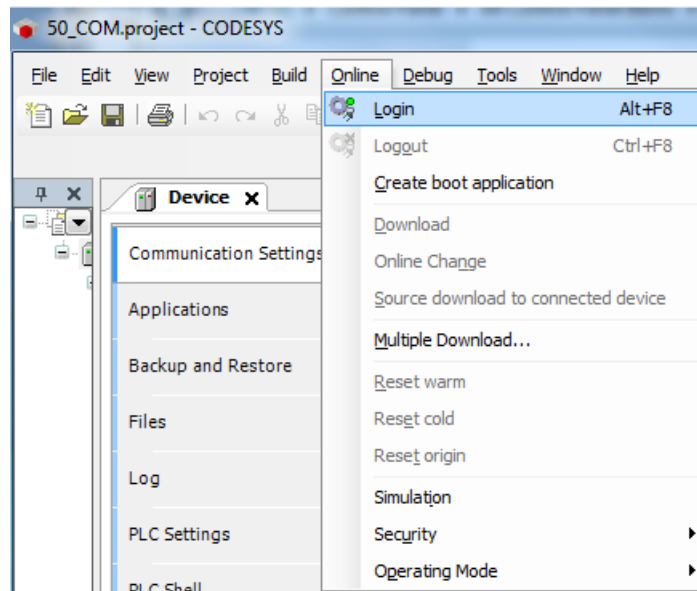 50_COM.project - CODESYS
File Edit View Project Build Online Debug Tools Window Help
Login Alt+F8
Logout Ctrl+F8
Create boot application
Download
Online Change
Source download to connected device
Multiple Download...
Reset warm
Reset cold
Reset origin
Simulation
Security
Operating Mode
Device
Communication Settings
Applications
Backup and Restore
Files
Log
PLC Settings
PLC Shell